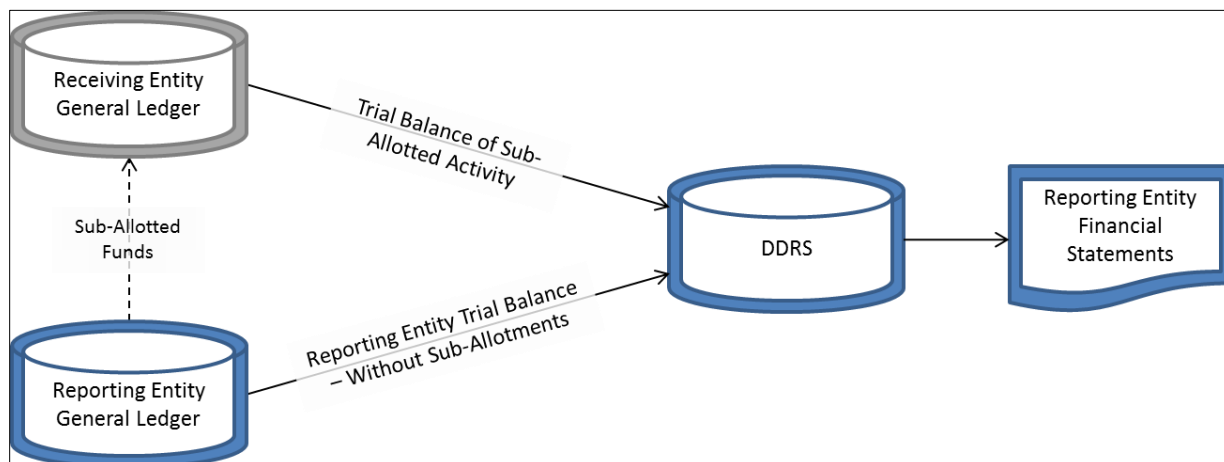 Receiving Entity
General Ledger
Trial Balance of Sub-
Allotted Activity
Sub-Allotted
Funds
DDRS
Reporting Entity
Financial
Statements
Reporting Entity Trial Balance
– Without Sub-Allotments
Reporting Entity
General Ledger